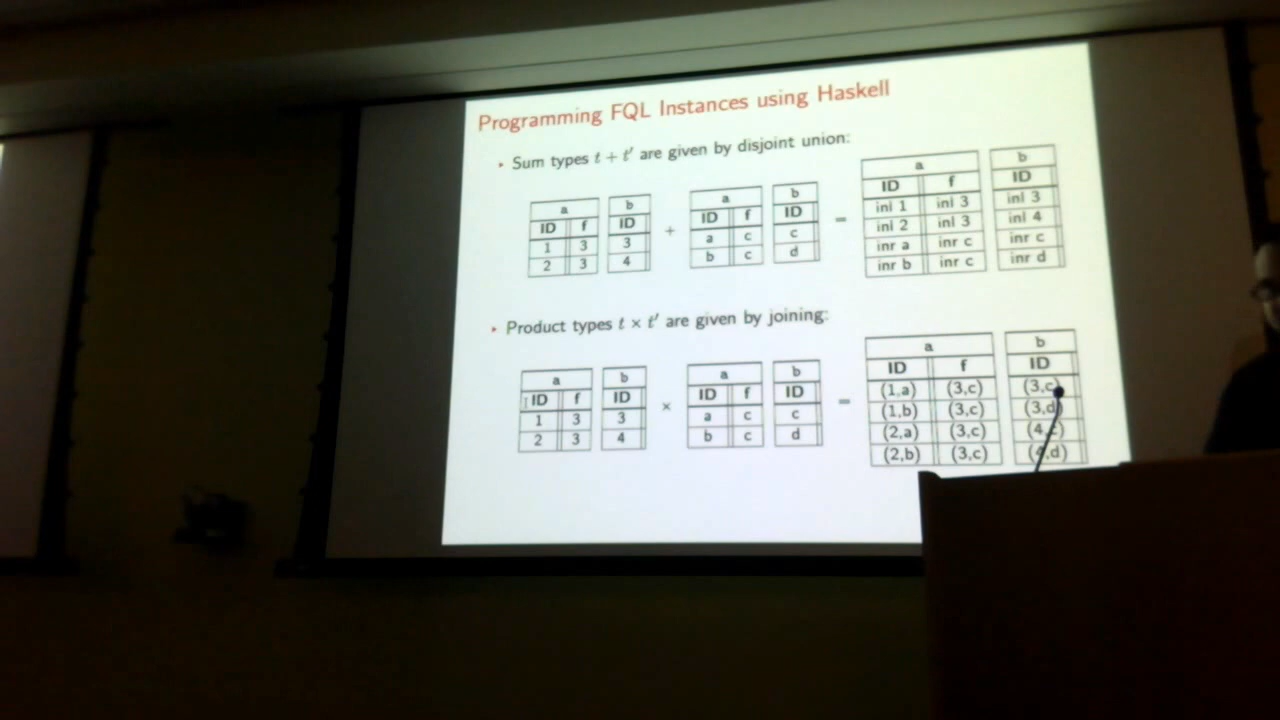 Programming FQL Instances using Haskell
▸ Sum types t + t′ are given by disjoint union:
a b a b a b
ID f ID ID f ID ID f ID
1 3 3 + a c c = inl 1 inl 3 inl 3
2 3 4 b c d inl 2 inl 3 inl 4
inr a inr c inr c
inr b inr c inr d
▸ Product types t × t′ are given by joining:
a b a b a b
ID f ID ID f ID ID f ID
1 3 3 × a c c = (1,a) (3,c) (3,c)
2 3 4 b c d (1,b) (3,c) (3,d)
(2,a) (3,c)
(2,b) (3,c)